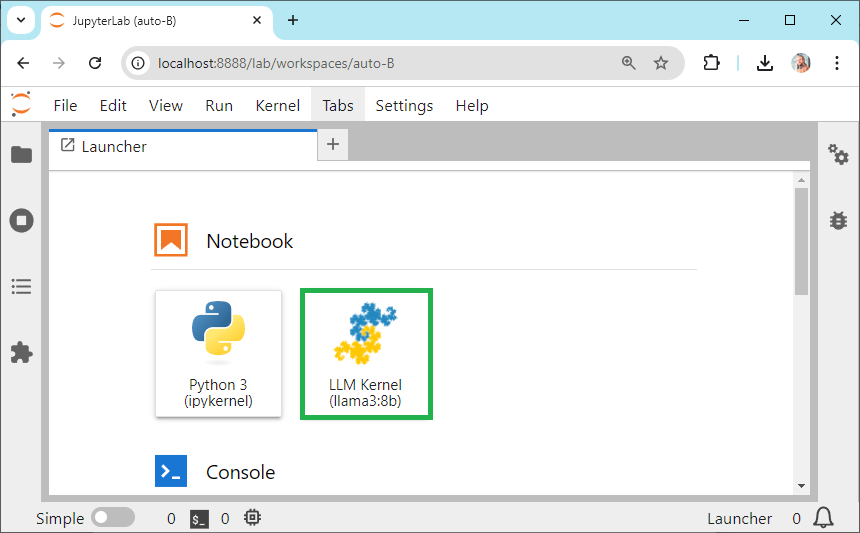 JupyterLab (auto-B)
localhost:8888/lab/workspaces/auto-B
File Edit View Run Kernel Tabs Settings Help
Launcher
Notebook
Python 3
(ipykernel)
LLM Kernel
(llama3:8b)
Console
Simple 0 $_ 0 Launcher 0